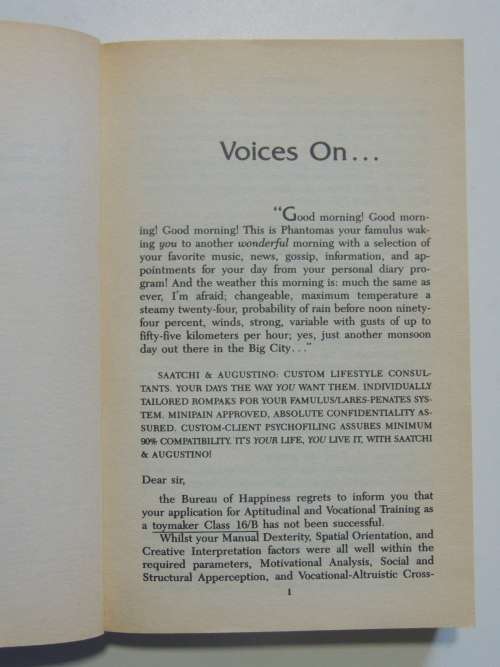 Voices On...
"Good morning! Good morn-
ing! Good morning! This is Phantomas your famulus wak-
ing you to another wonderful morning with a selection of
your favorite music, news, gossip, information, and ap-
pointments for your day from your personal diary pro-
gram! And the weather this morning is: much the same as
ever, I'm afraid; changeable, maximum temperature a
steamy twenty-four, probability of rain before noon ninety-
four percent, winds, strong, variable with gusts of up to
fifty-five kilometers per hour; yes, just another monsoon
day out there in the Big City..."
SAATCHI & AUGUSTINO: CUSTOM LIFESTYLE CONSUL-
TANTS. YOUR DAYS THE WAY YOU WANT THEM. INDIVIDUALLY
TAILORED ROMPAKS FOR YOUR FAMULUS/LARES-PENATES SYS-
TEM. MINIPAIN APPROVED, ABSOLUTE CONFIDENTIALITY AS-
SURED. CUSTOM-CLIENT PSYCHOFILING ASSURES MINIMUM
90% COMPATIBILITY. IT'S YOUR LIFE, YOU LIVE IT, WITH SAATCHI
& AUGUSTINO!
Dear sir,
the Bureau of Happiness regrets to inform you that
your application for Aptitudinal and Vocational Training as
a toymaker Class 16/B has not been successful.
Whilst your Manual Dexterity, Spatial Orientation, and
Creative Interpretation factors were all well within the
required parameters, Motivational Analysis, Social and
Structural Apperception, and Vocational-Altruistic Cross-
1